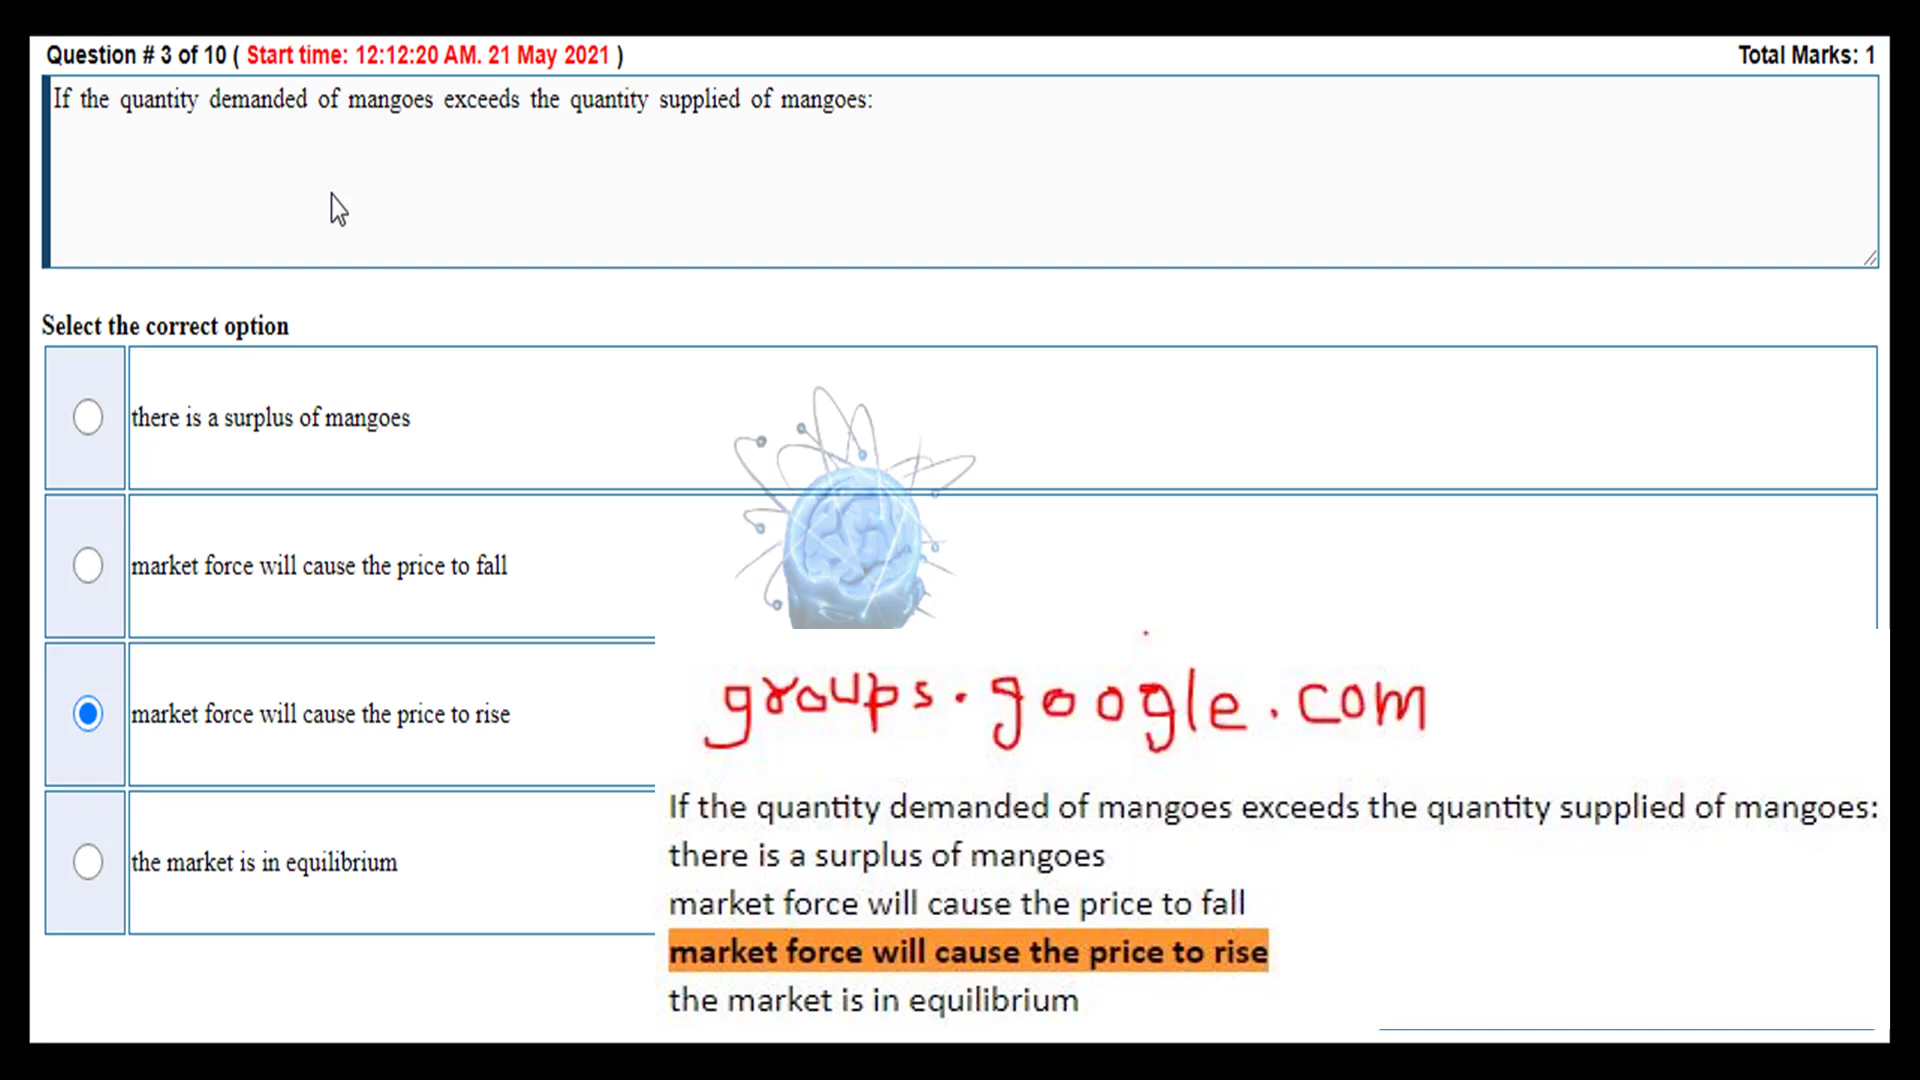 Question # 3 of 10 ( Start time: 12:12:20 AM. 21 May 2021 ) Total Marks: 1
If the quantity demanded of mangoes exceeds the quantity supplied of mangoes:
Select the correct option
there is a surplus of mangoes
market force will cause the price to fall
market force will cause the price to rise
the market is in equilibrium
groups.google.com
If the quantity demanded of mangoes exceeds the quantity supplied of mangoes:
there is a surplus of mangoes
market force will cause the price to fall
market force will cause the price to rise
the market is in equilibrium